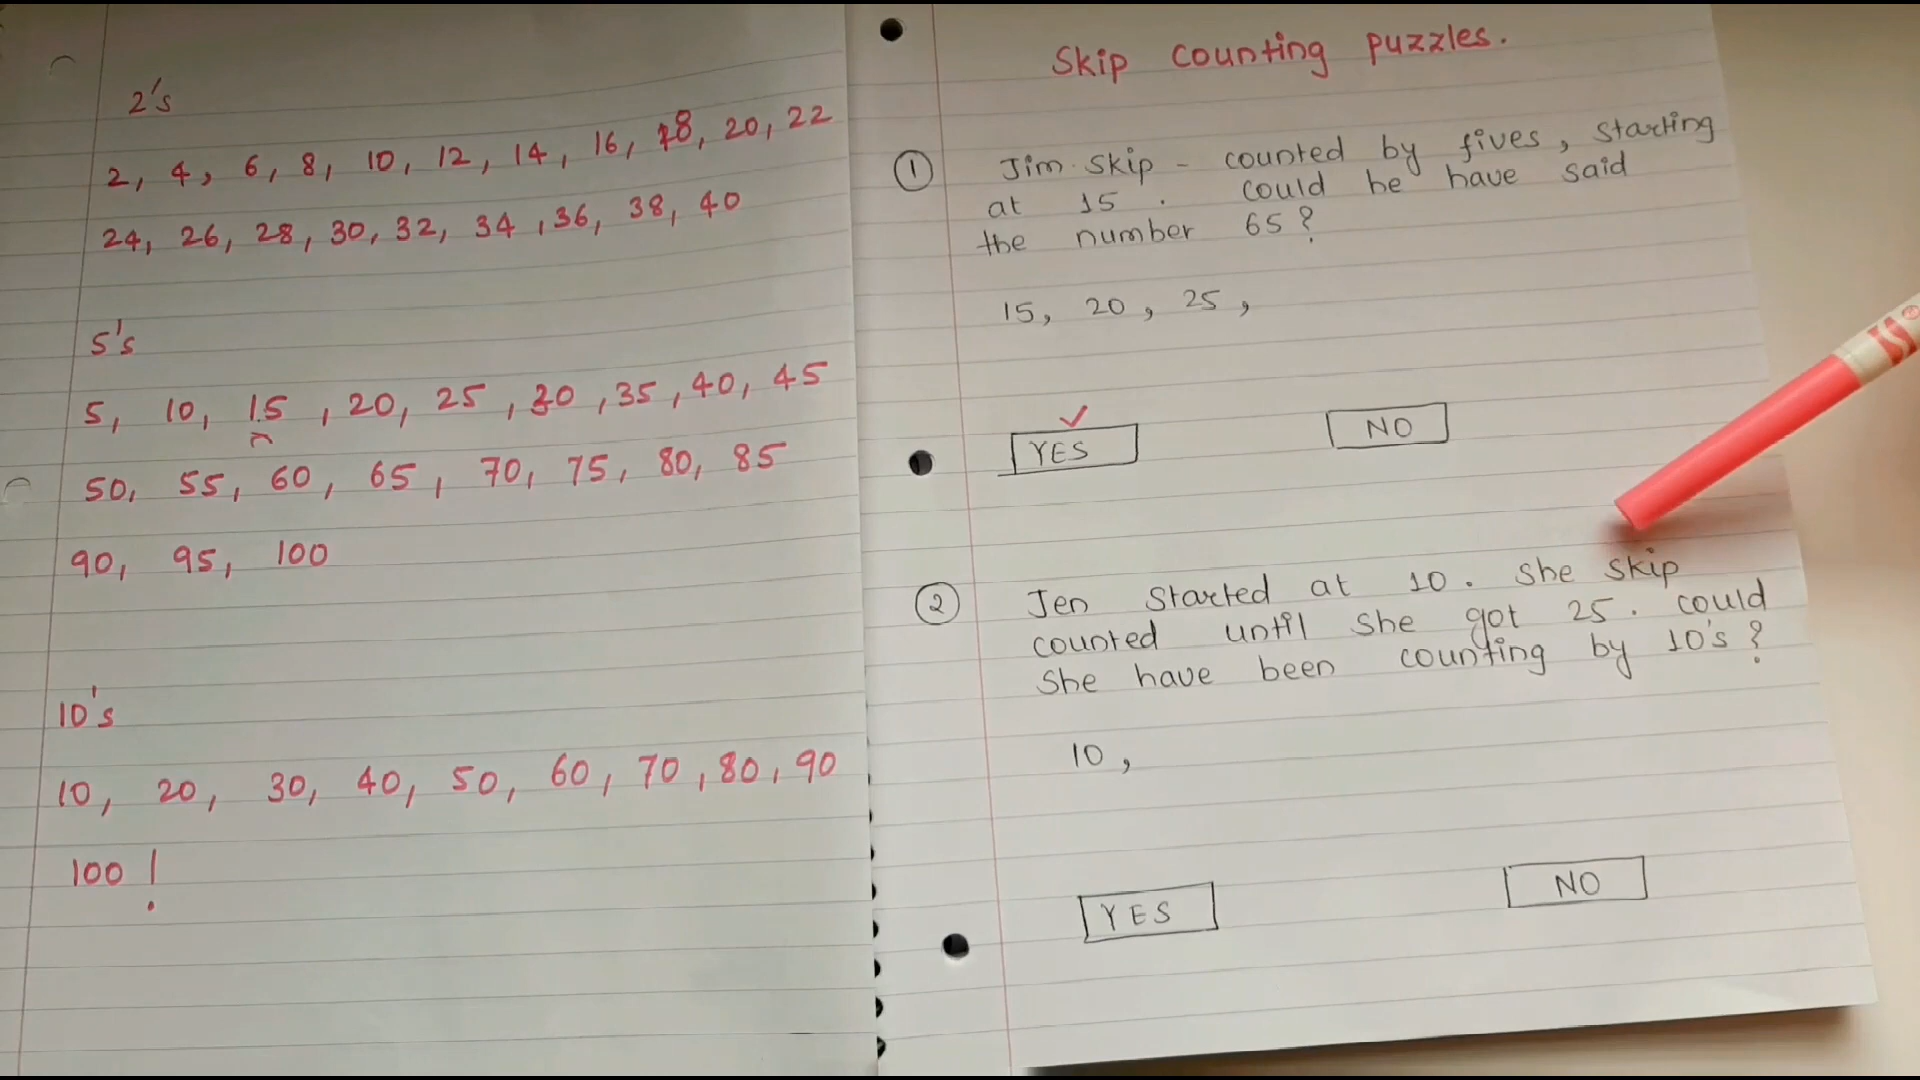 2's
2, 4, 6, 8, 10, 12, 14, 16, 18, 20, 22
24, 26, 28, 30, 32, 34, 36, 38, 40
5's
5, 10, 15, 20, 25, 30, 35, 40, 45
50, 55, 60, 65, 70, 75, 80, 85
90, 95, 100
10's
10, 20, 30, 40, 50, 60, 70, 80, 90
100 !
Skip counting puzzles.
1 Jim skip - counted by fives, starting
at 15. could he have said
the number 65?
15, 20, 25,
YES NO
2 Jen started at 10. She skip
counted until she got 25. could
she have been counting by 10's?
10,
YES NO